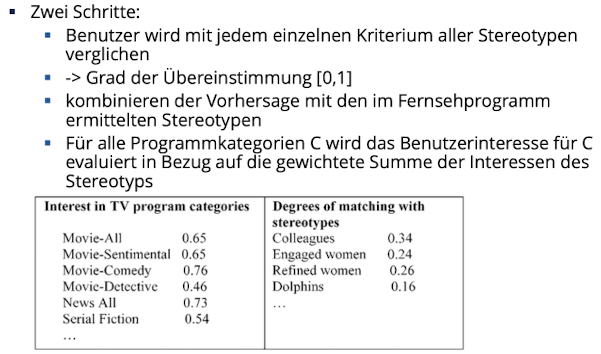 ▪ Zwei Schritte:
▪ Benutzer wird mit jedem einzelnen Kriterium aller Stereotypen
verglichen
▪ -> Grad der Übereinstimmung [0,1]
▪ kombinieren der Vorhersage mit den im Fernsehprogramm
ermittelten Stereotypen
▪ Für alle Programmkategorien C wird das Benutzerinteresse für C
evaluiert in Bezug auf die gewichtete Summe der Interessen des
Stereotyps
Interest in TV program categories
Movie-All 0.65
Movie-Sentimental 0.65
Movie-Comedy 0.76
Movie-Detective 0.46
News All 0.73
Serial Fiction 0.54
...
Degrees of matching with
stereotypes
Colleagues 0.34
Engaged women 0.24
Refined women 0.26
Dolphins 0.16
...